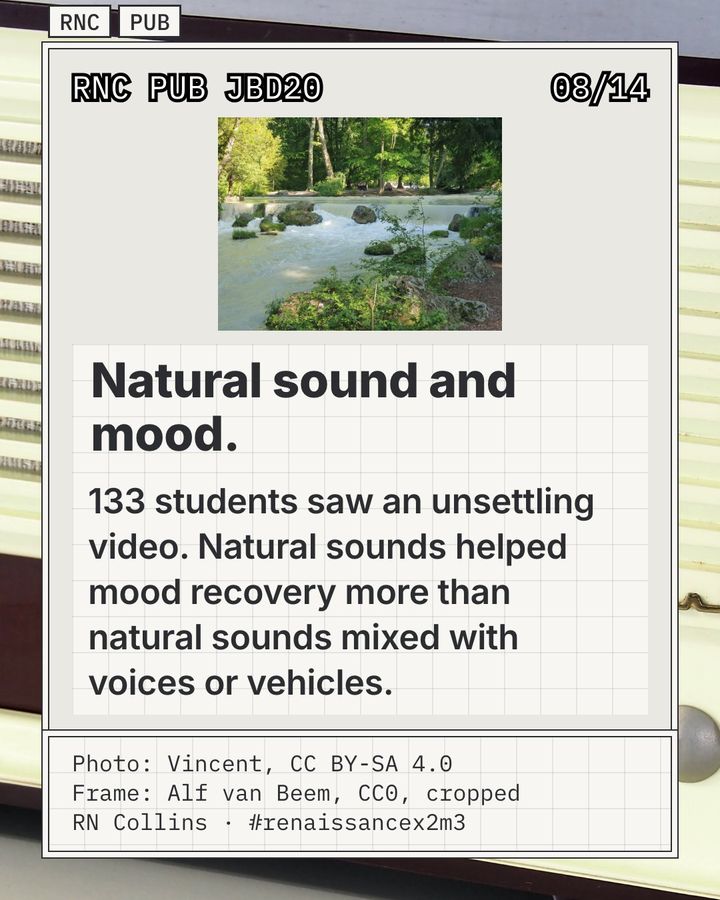 RNC PUB
RNC PUB JBD20 08/14
Natural sound and
mood.
133 students saw an unsettling
video. Natural sounds helped
mood recovery more than
natural sounds mixed with
voices or vehicles.
Photo: Vincent, CC BY-SA 4.0
Frame: Alf van Beem, CC0, cropped
RN Collins · #renaissancex2m3